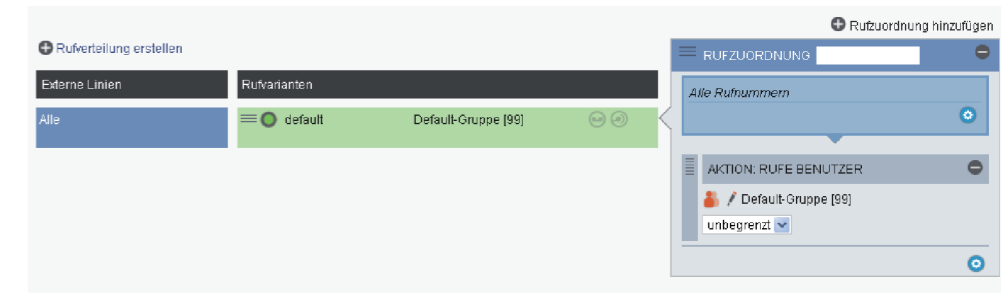 Rufzuordnung hinzufügen
Rufverteilung erstellen
RUFZUORDNUNG
Externe Linien
Rufvarianten
Alle Rufnummern
Alle
default
Default-Gruppe [99]
AKTION: RUFE BENUTZER
Default-Gruppe [99]
unbegrenzt